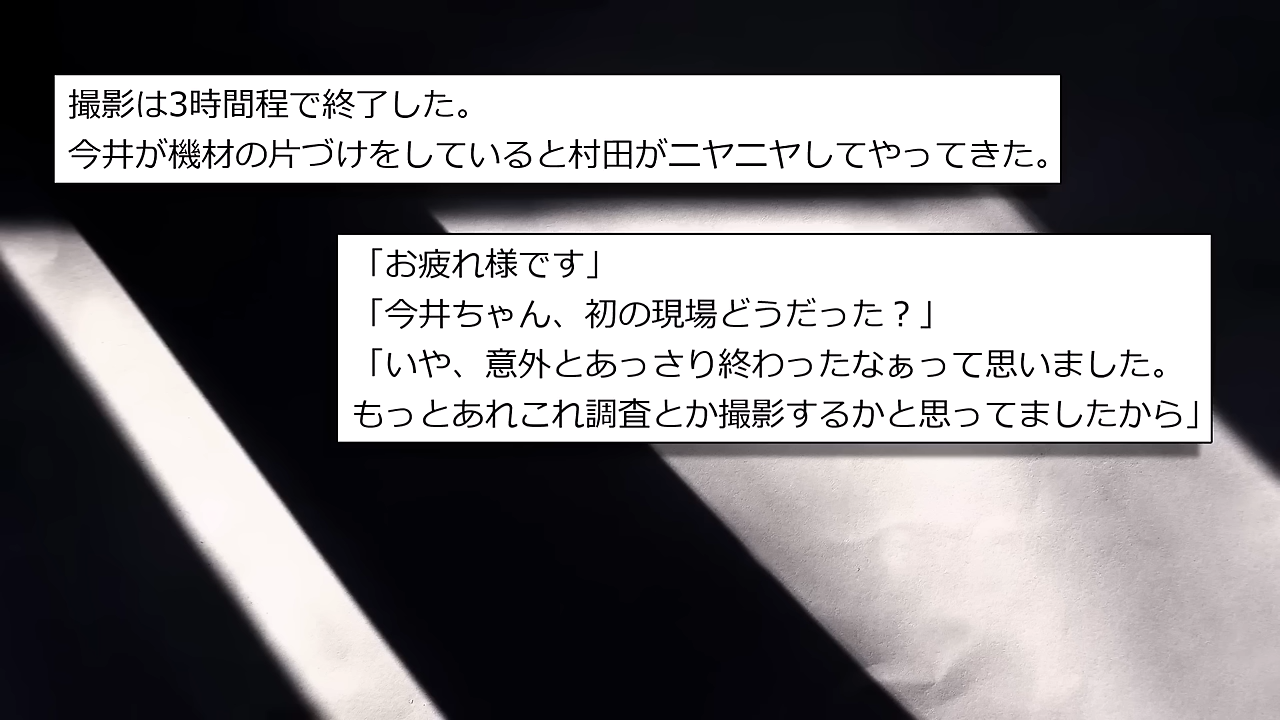 撮影は3時間程で終了した。
今井が機材の片づけをしていると村田がニヤニヤしてやってきた。
「お疲れ様です」
「今井ちゃん、初の現場どうだった？」
「いや、意外とあっさり終わったなぁって思いました。
もっとあれこれ調査とか撮影するかと思ってましたから」